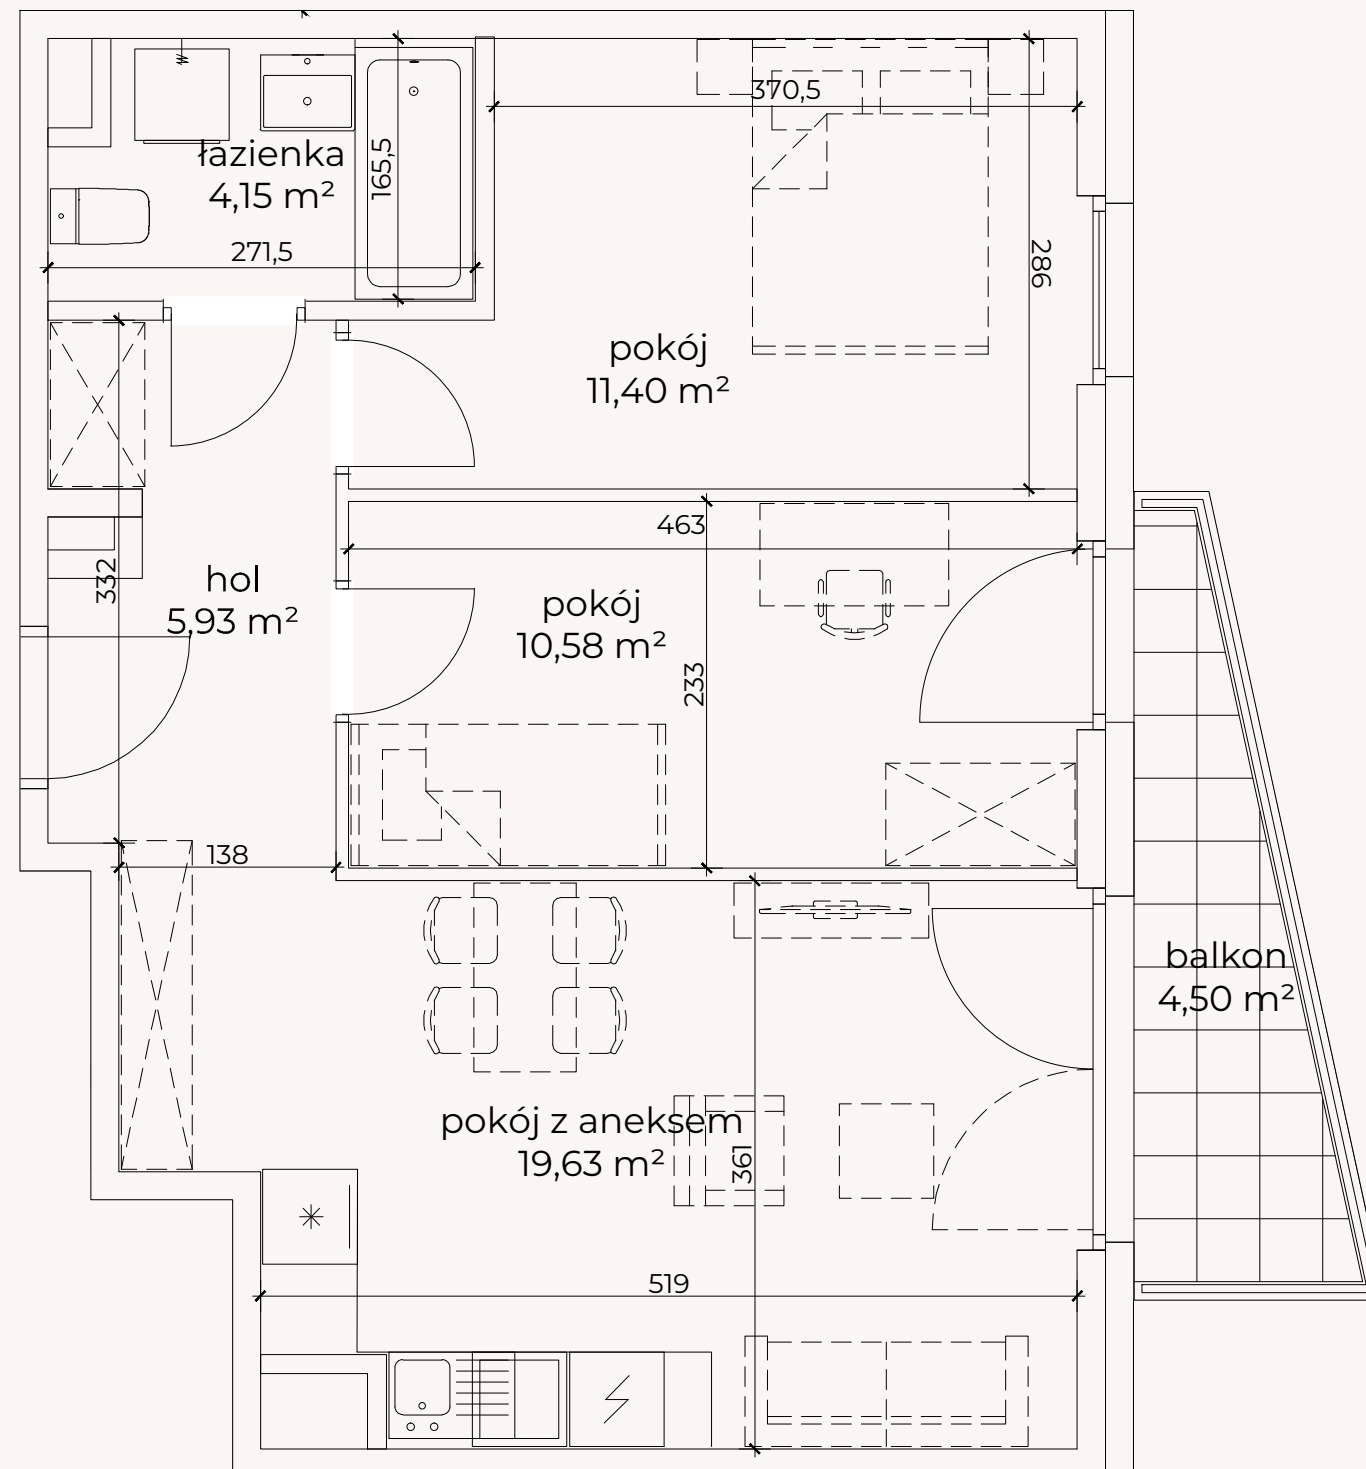 370,5
łazienka
4,15 m²
165,5
271,5
286
pokój
11,40 m²
463
hol
5,93 m²
332
pokój
10,58 m²
233
138
balkon
4,50 m²
pokój z aneksem
19,63 m²
361
519